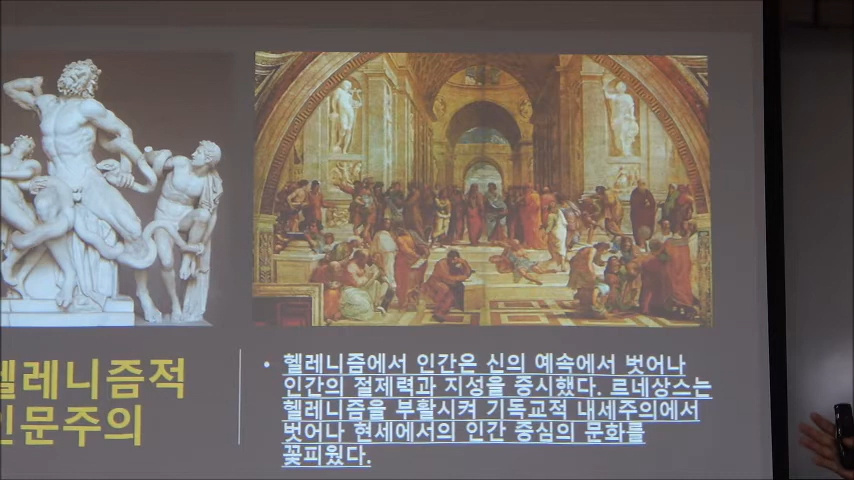 헬레니즘적
인문주의
• 헬레니즘에서 인간은 신의 예속에서 벗어나
인간의 절제력과 지성을 중시했다. 르네상스는
헬레니즘을 부활시켜 기독교적 내세주의에서
벗어나 현세에서의 인간 중심의 문화를
꽃피웠다.